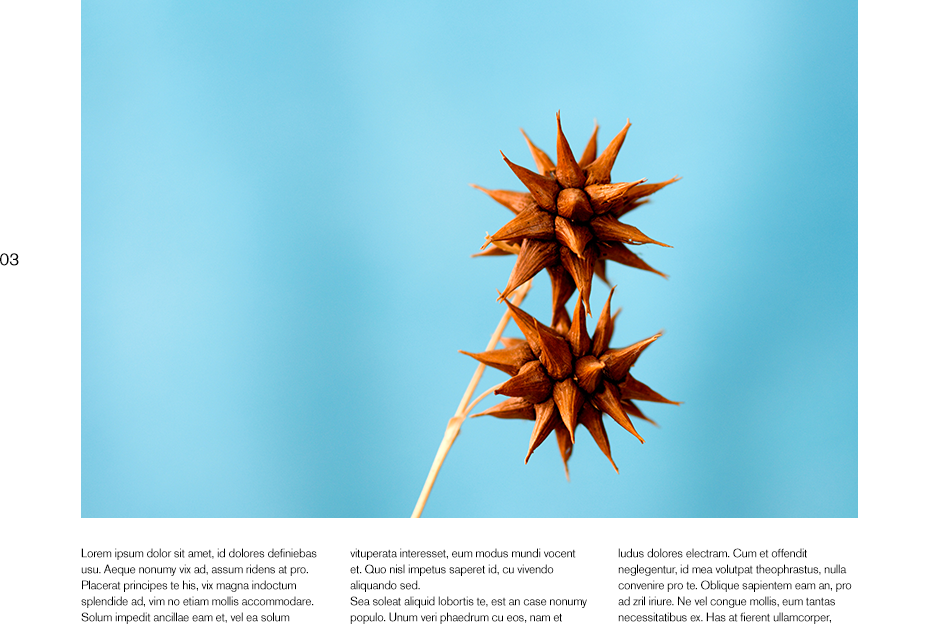 03
Lorem ipsum dolor sit amet, id dolores definiebas
usu. Aeque nonumy vix ad, assum ridens at pro.
Placerat principes te his, vix magna indoctum
splendide ad, vim no etiam mollis accommodare.
Solum impedit ancillae eam et, vel ea solum
vituperata interesset, eum modus mundi vocent
et. Quo nisl impetus saperet id, cu vivendo
aliquando sed.
Sea soleat aliquid lobortis te, est an case nonumy
populo. Unum veri phaedrum cu eos, nam et
ludus dolores electram. Cum et offendit
neglegentur, id mea volutpat theophrastus, nulla
convenire pro te. Oblique sapientem eam an, pro
ad zril iriure. Ne vel congue mollis, eum tantas
necessitatibus ex. Has at fierent ullamcorper,